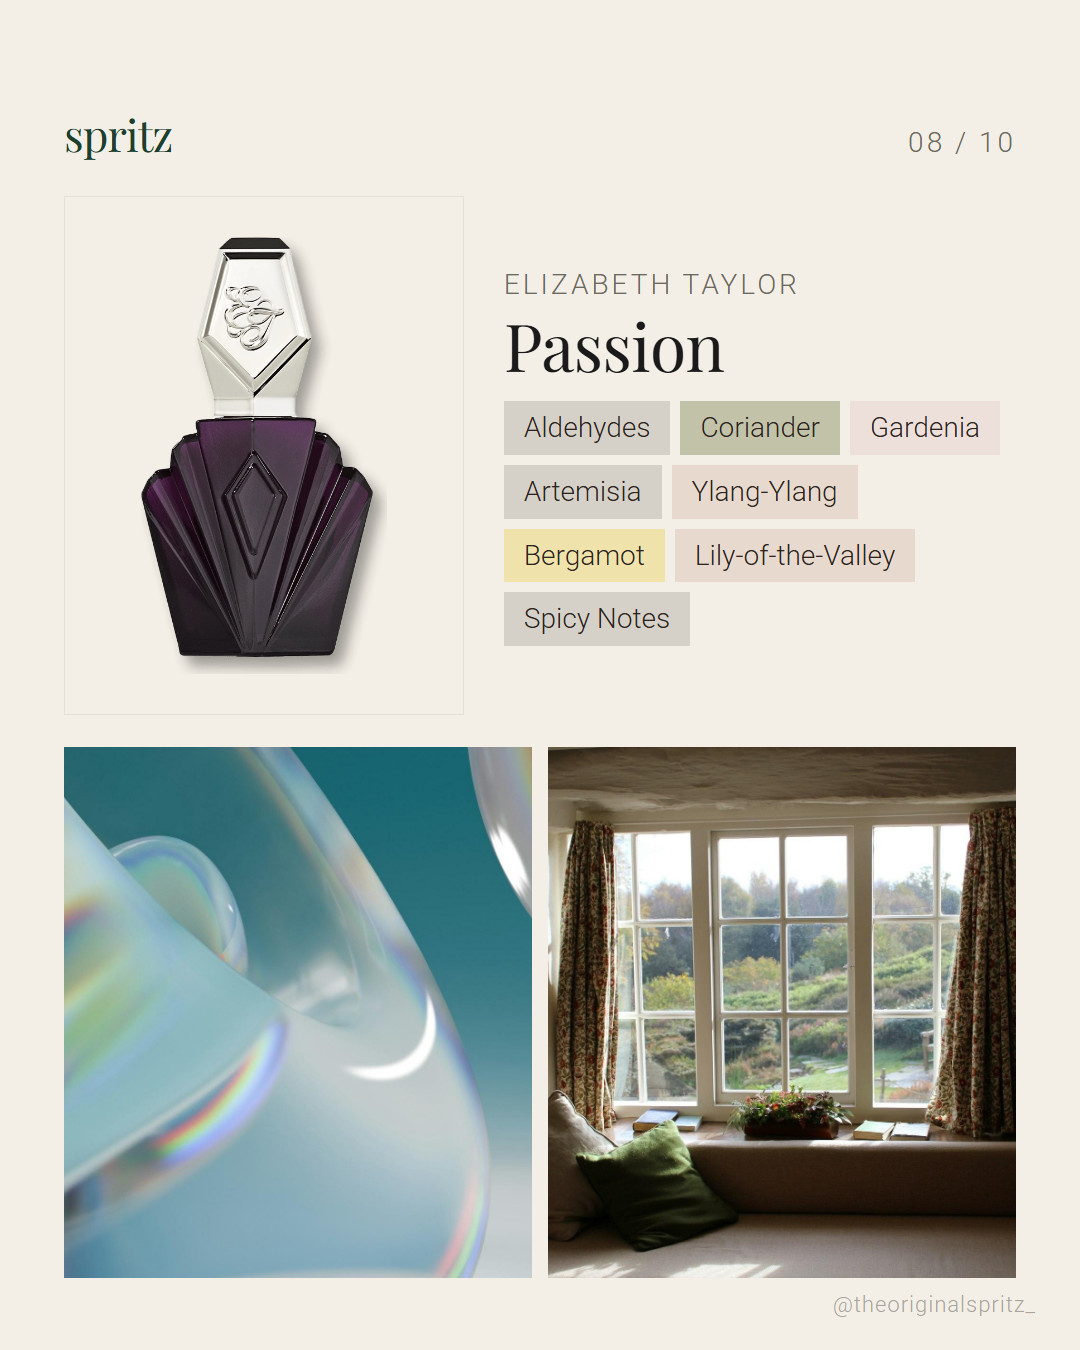 spritz
08 / 10
ELIZABETH TAYLOR
Passion
Aldehydes Coriander Gardenia
Artemisia Ylang-Ylang
Bergamot Lily-of-the-Valley
Spicy Notes
@theoriginalspritz_